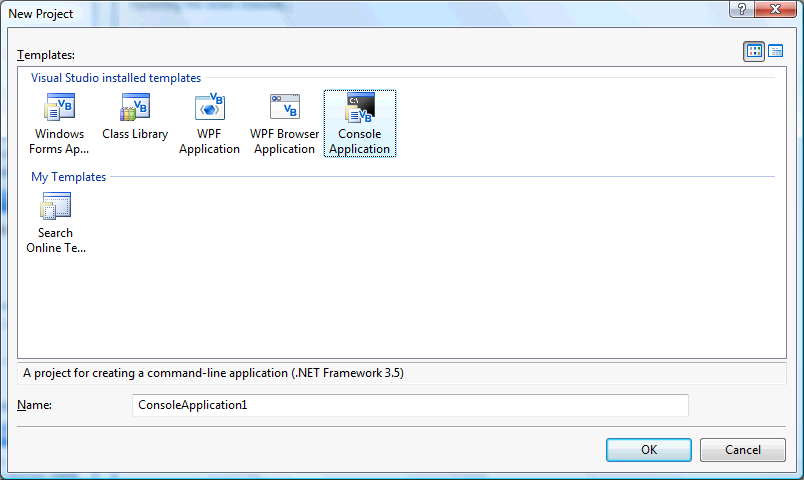 New Project
Templates:
Visual Studio installed templates
Windows Forms Ap...
Class Library
WPF Application
WPF Browser Application
Console Application
My Templates
Search Online Te...
A project for creating a command-line application (.NET Framework 3.5)
Name:
ConsoleApplication1
OK
Cancel